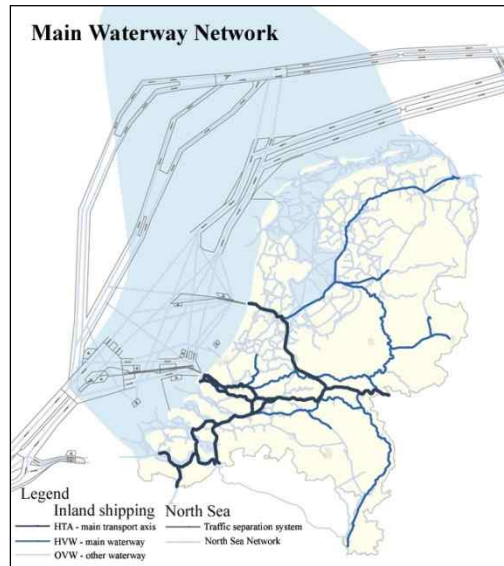 Main Waterway Network
Legend
Inland shipping North Sea
HTA - main transport axis Traffic separation system
HVW - main waterway North Sea Network
OVW - other waterway